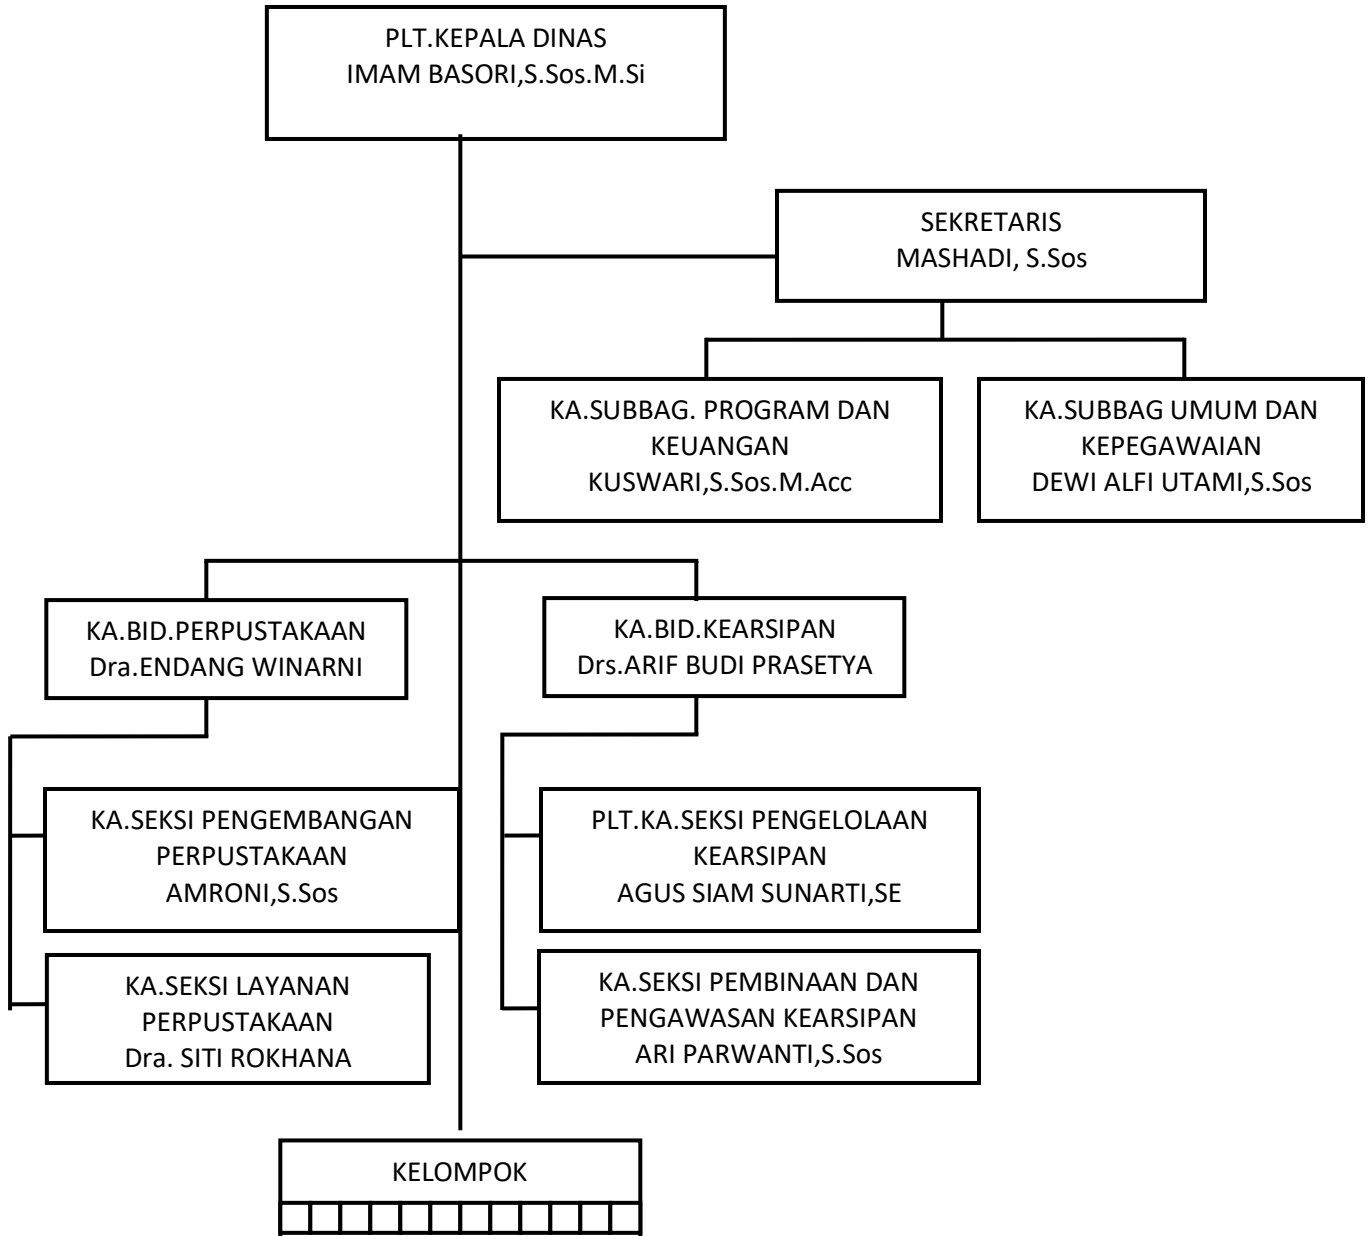 PLT.KEPALA DINAS
IMAM BASORI,S.Sos.M.Si
SEKRETARIS
MASHADI, S.Sos
KA.SUBBAG. PROGRAM DAN
KEUANGAN
KUSWARI,S.Sos.M.Acc
KA.SUBBAG UMUM DAN
KEPEGAWAIAN
DEWI ALFI UTAMI,S.Sos
KA.BID.PERPUSTAKAAN
Dra.ENDANG WINARNI
KA.BID.KEARSIPAN
Drs.ARIF BUDI PRASETYA
KA.SEKSI PENGEMBANGAN
PERPUSTAKAAN
AMRONI,S.Sos
PLT.KA.SEKSI PENGELOLAAN
KEARSIPAN
AGUS SIAM SUNARTI,SE
KA.SEKSI LAYANAN
PERPUSTAKAAN
Dra. SITI ROKHANA
KA.SEKSI PEMBINAAN DAN
PENGAWASAN KEARSIPAN
ARI PARWANTI,S.Sos
KELOMPOK